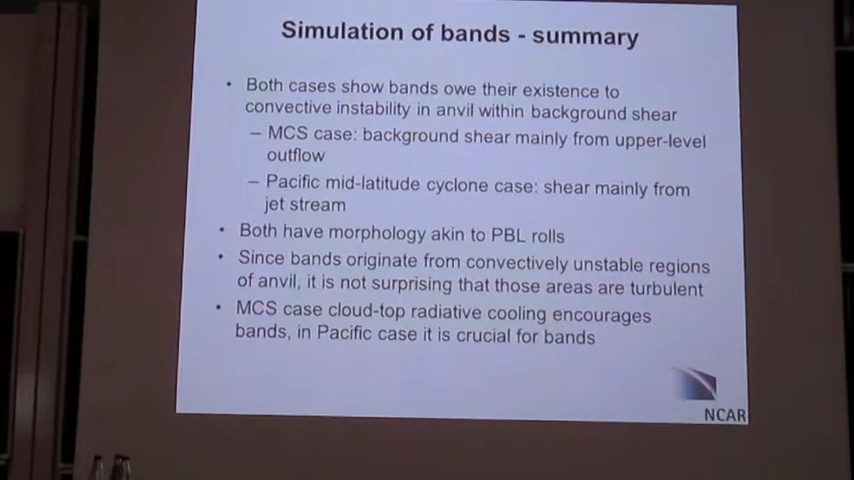 Simulation of bands - summary
• Both cases show bands owe their existence to
convective instability in anvil within background shear
– MCS case: background shear mainly from upper-level
outflow
– Pacific mid-latitude cyclone case: shear mainly from
jet stream
• Both have morphology akin to PBL rolls
• Since bands originate from convectively unstable regions
of anvil, it is not surprising that those areas are turbulent
• MCS case cloud-top radiative cooling encourages
bands, in Pacific case it is crucial for bands
NCAR